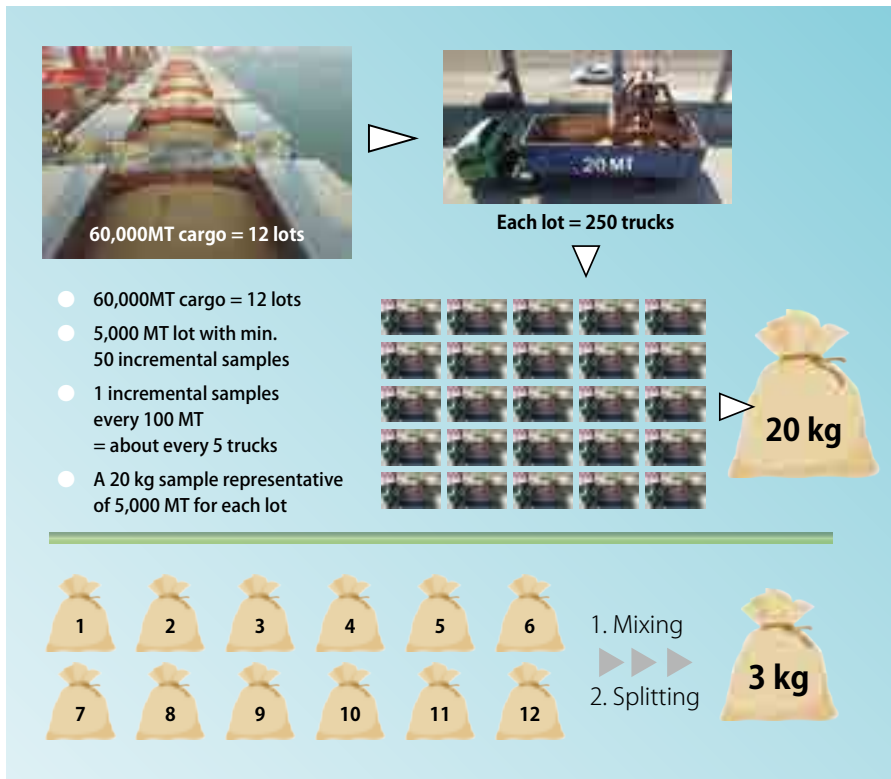 60,000MT cargo = 12 lots
20 MT
Each lot = 250 trucks
60,000MT cargo = 12 lots
5,000 MT lot with min.
50 incremental samples
1 incremental samples
every 100 MT
= about every 5 trucks
A 20 kg sample representative
of 5,000 MT for each lot
20 kg
1
2
3
4
5
6
7
8
9
10
11
12
1. Mixing
2. Splitting
3 kg